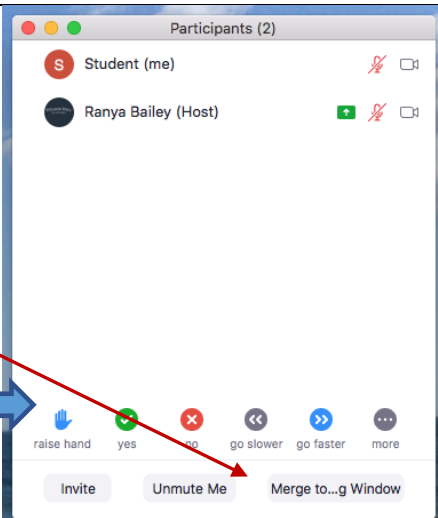 Participants (2)
S Student (me)
Ranya Bailey (Host)
raise hand yes no go slower go faster more
Invite Unmute Me Merge to...g Window